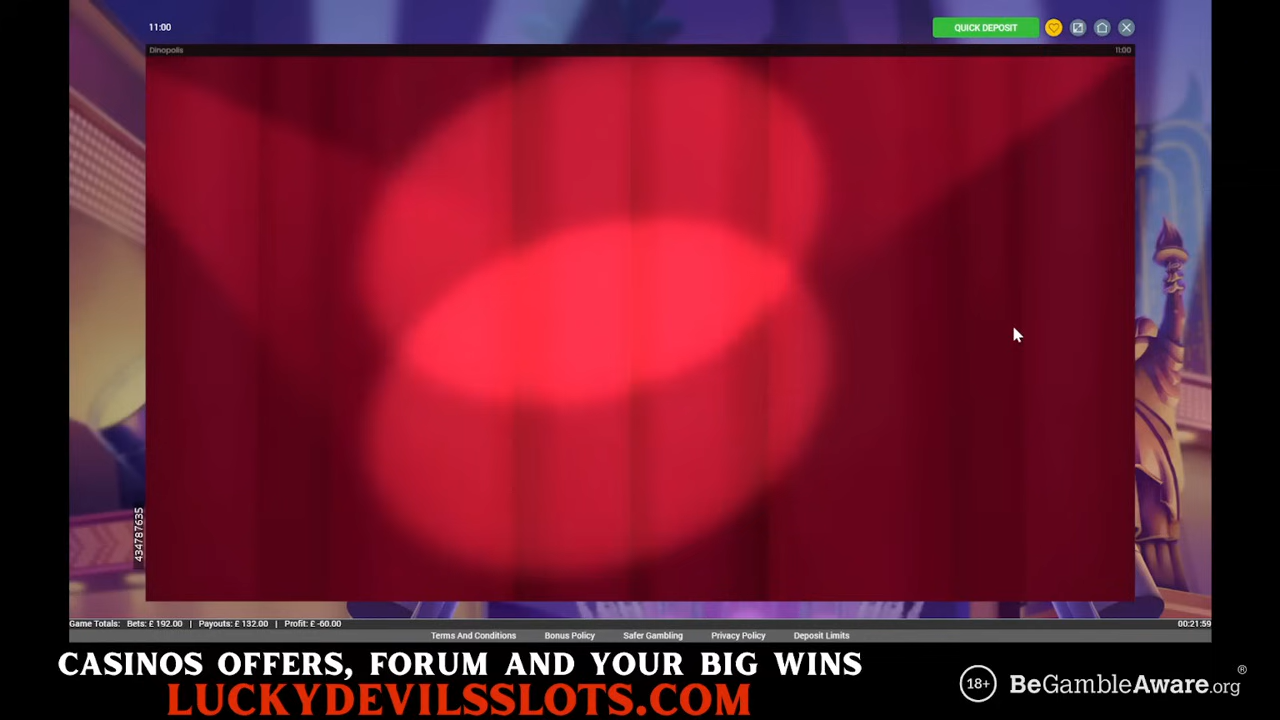 11:00
QUICK DEPOSIT
Dinopolis
11:00
434787635
Game Totals: Bets: £ 192.00 | Payouts: £ 132.00 | Profit: £ -60.00
00:21:59
Terms And Conditions Bonus Policy Safer Gambling Privacy Policy Deposit Limits
CASINOS OFFERS, FORUM AND YOUR BIG WINS
LUCKYDEVILSSLOTS.COM
18+ BeGambleAware.org®